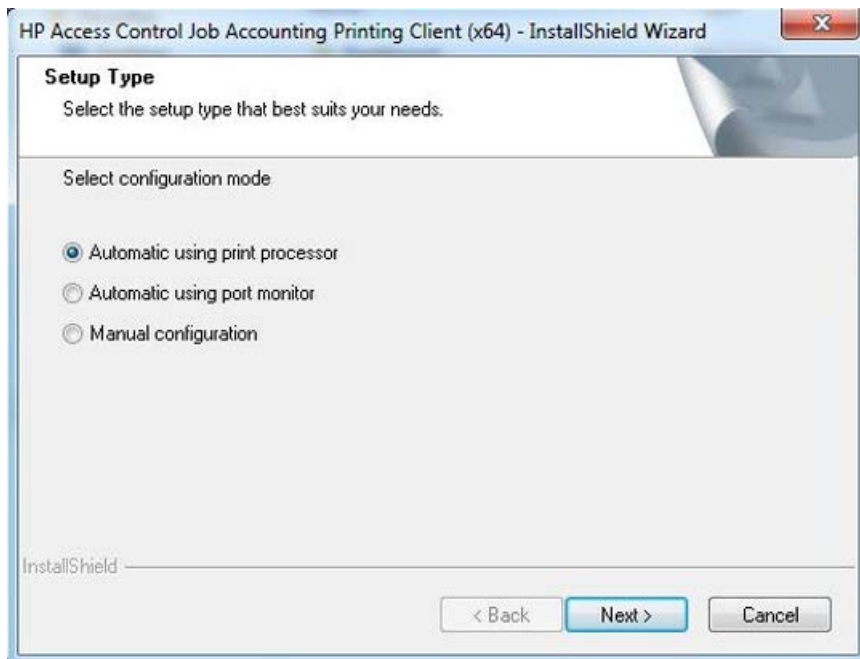 HP Access Control Job Accounting Printing Client (x64) - InstallShield Wizard
Setup Type
Select the setup type that best suits your needs.
Select configuration mode
Automatic using print processor
Automatic using port monitor
Manual configuration
InstallShield
< Back Next > Cancel